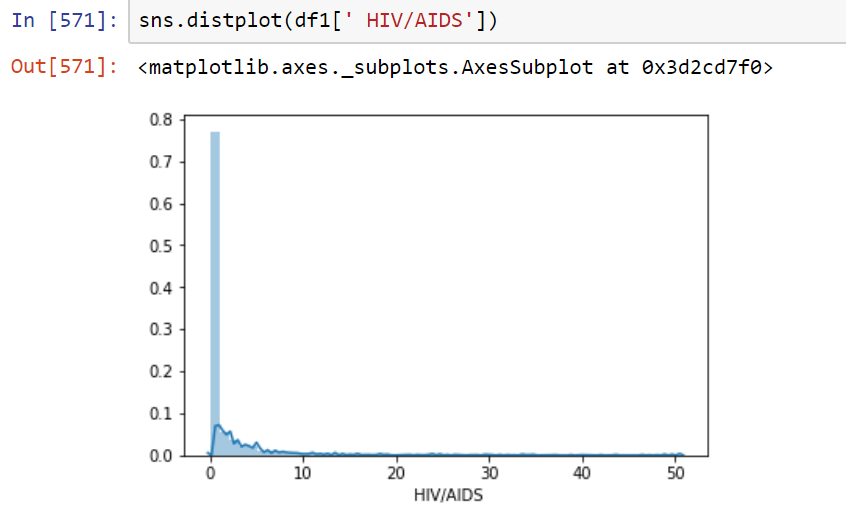 In [571]: sns.distplot(df1[' HIV/AIDS'])
Out[571]: <matplotlib.axes._subplots.AxesSubplot at 0x3d2cd7f0>
0.8
0.7
0.6
0.5
0.4
0.3
0.2
0.1
0.0
0 10 20 30 40 50
HIV/AIDS